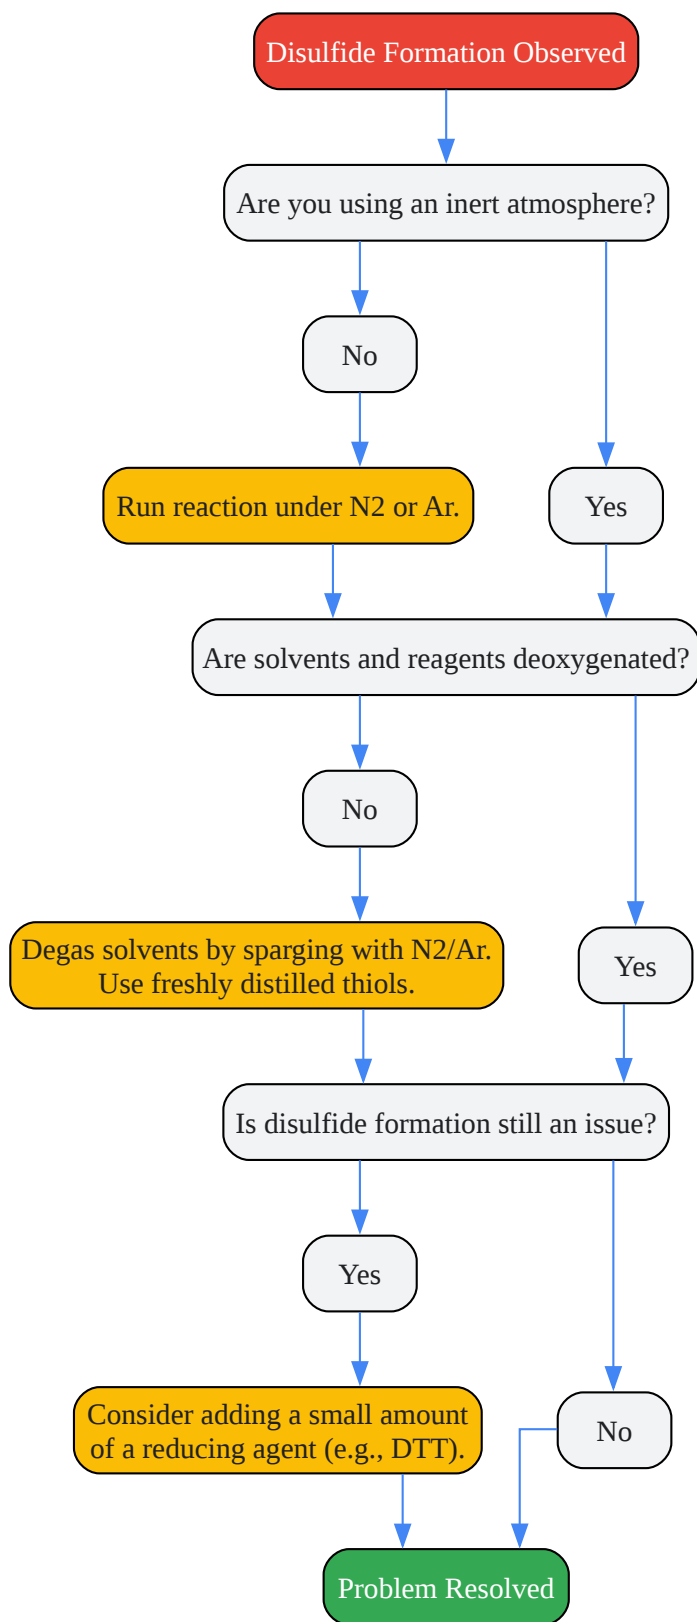 Disulfide Formation Observed
Are you using an inert atmosphere?
No
Run reaction under N2 or Ar.
Yes
Are solvents and reagents deoxygenated?
No
Degas solvents by sparging with N2/Ar.
Use freshly distilled thiols.
Yes
Is disulfide formation still an issue?
Yes
Consider adding a small amount
of a reducing agent (e.g., DTT).
No
Problem Resolved